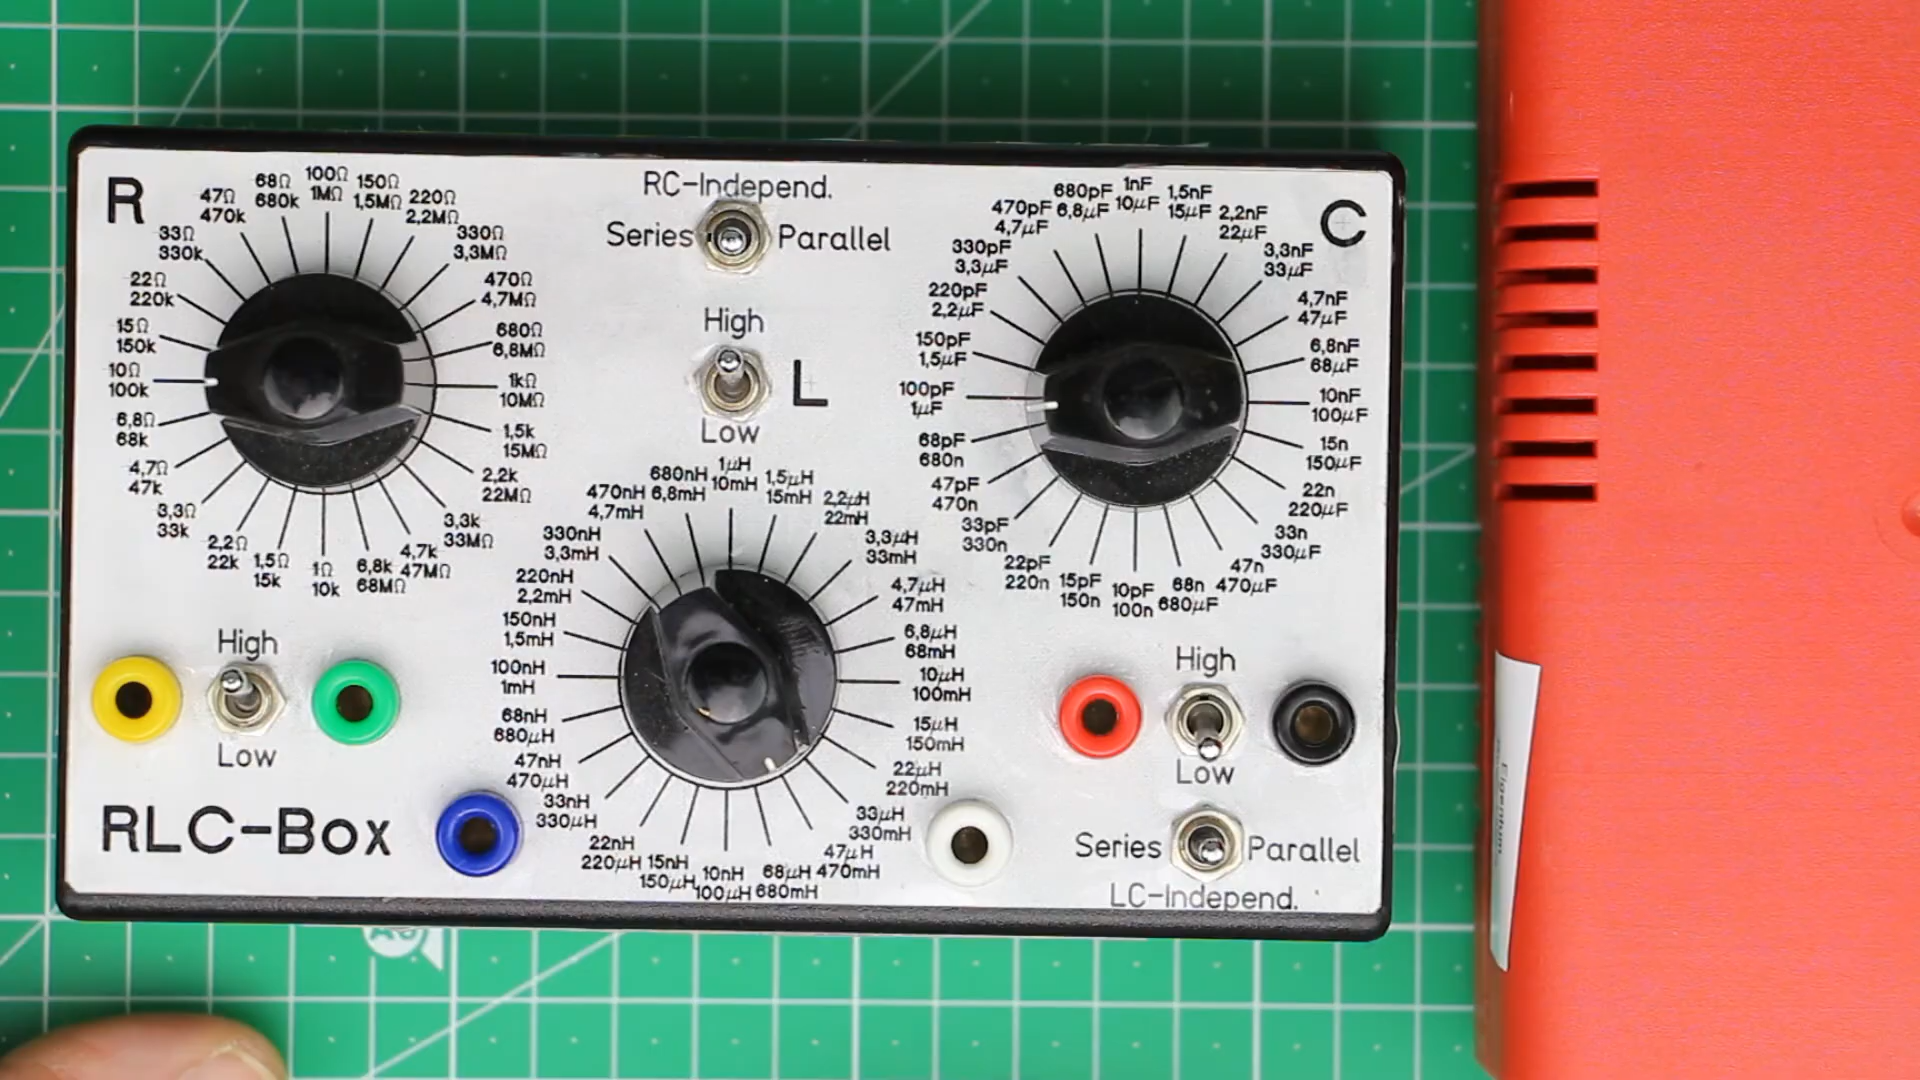 R
10Ω
100k
15Ω
150k
22Ω
220k
33Ω
330k
47Ω
470k
68Ω
680k
100Ω
1MΩ
150Ω
1,5MΩ
220Ω
2,2MΩ
330Ω
3,3MΩ
470Ω
4,7MΩ
680Ω
6,8MΩ
1kΩ
10MΩ
1,5k
15MΩ
2,2k
22MΩ
3,3k
33MΩ
4,7k
47MΩ
6,8k
68MΩ
1Ω
10k
1,5Ω
15k
2,2Ω
22k
3,3Ω
33k
4,7Ω
47k
6,8Ω
68k
RC-Independ.
Series Parallel
High
L
Low
C
100pF
1µF
150pF
1,5µF
220pF
2,2µF
330pF
3,3µF
470pF
4,7µF
680pF
6,8µF
1nF
10µF
1,5nF
15µF
2,2nF
22µF
3,3nF
33µF
4,7nF
47µF
6,8nF
68µF
10nF
100µF
15n
150µF
22n
220µF
33n
330µF
47n
470µF
68n
680µF
10pF
100n
15pF
150n
22pF
220n
33pF
330n
47pF
470n
68pF
680n
100nH
1mH
150nH
1,5mH
220nH
2,2mH
330nH
3,3mH
470nH
4,7mH
680nH
6,8mH
1µH
10mH
1,5µH
15mH
2,2µH
22mH
3,3µH
33mH
4,7µH
47mH
6,8µH
68mH
10µH
100mH
15µH
150mH
22µH
220mH
33µH
330mH
47µH
470mH
68µH
680mH
10nH
100µH
15nH
150µH
22nH
220µH
33nH
330µH
47nH
470µH
68nH
680µH
High
Low
RLC-Box
High
Low
Series Parallel
LC-Independ.
Eigentum